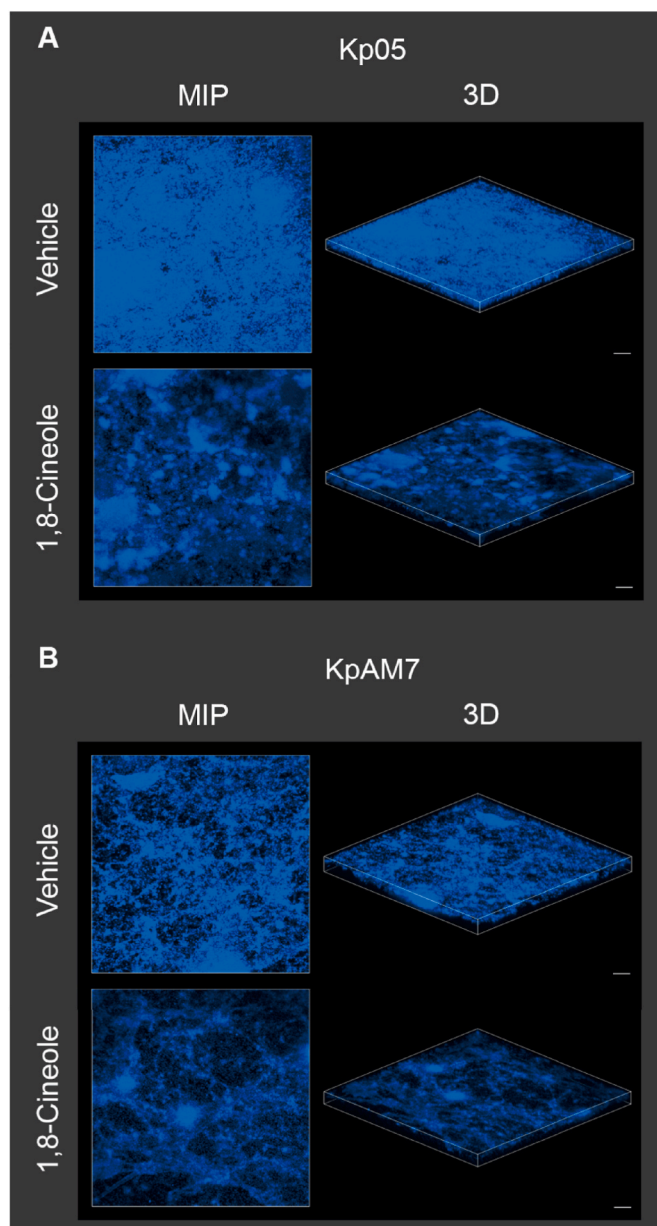 A
Kp05
MIP 3D
Vehicle
1,8-Cineole
B
KpAM7
MIP 3D
Vehicle
1,8-Cineole